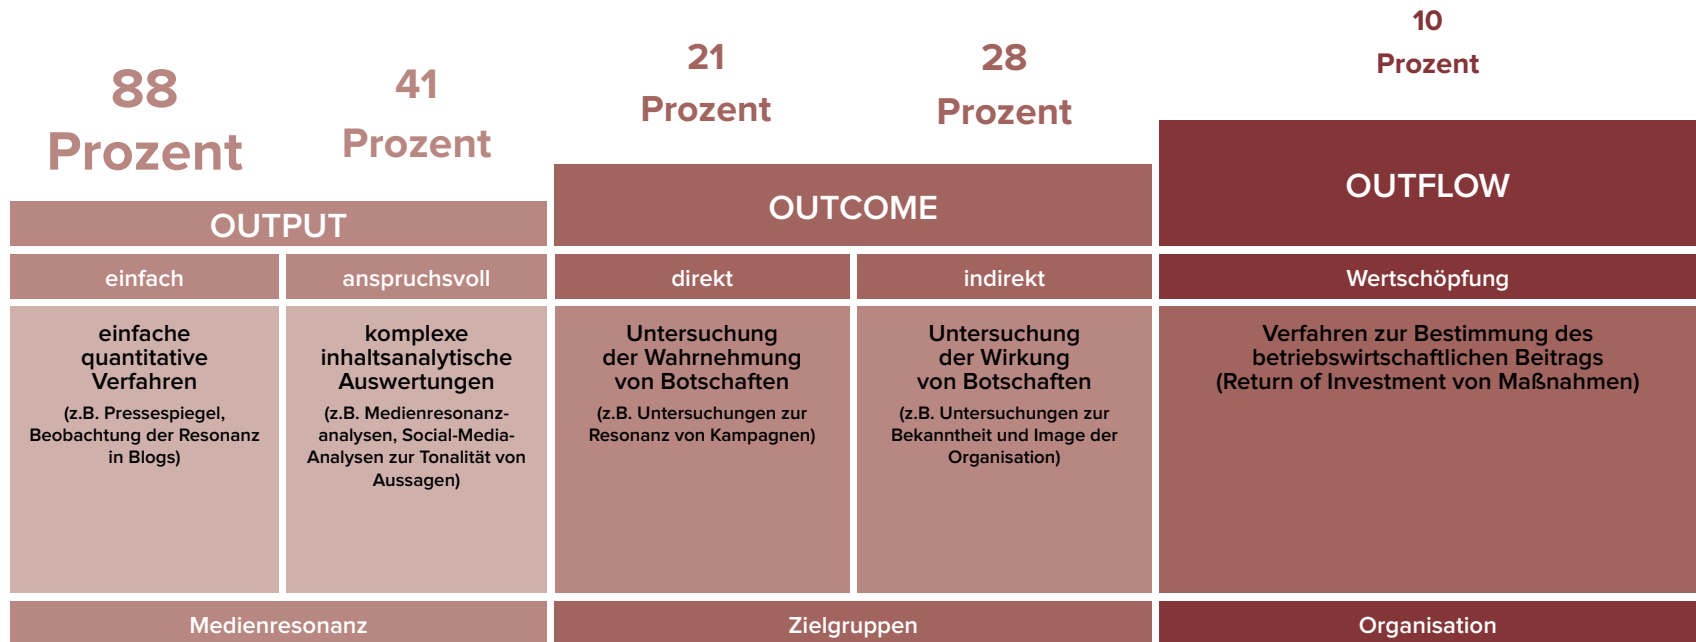 88
Prozent
41
Prozent
21
Prozent
28
Prozent
10
Prozent
OUTPUT
OUTCOME
OUTFLOW
einfach
anspruchsvoll
direkt
indirekt
Wertschöpfung
einfache
quantitative
Verfahren
(z.B. Pressespiegel,
Beobachtung der Resonanz
in Blogs)
komplexe
inhaltsanalytische
Auswertungen
(z.B. Medienresonanz-
analysen, Social-Media-
Analysen zur Tonalität von
Aussagen)
Untersuchung
der Wahrnehmung
von Botschaften
(z.B. Untersuchungen zur
Resonanz von Kampagnen)
Untersuchung
der Wirkung
von Botschaften
(z.B. Untersuchungen zur
Bekanntheit und Image der
Organisation)
Verfahren zur Bestimmung des
betriebswirtschaftlichen Beitrags
(Return of Investment von Maßnahmen)
Medienresonanz
Zielgruppen
Organisation